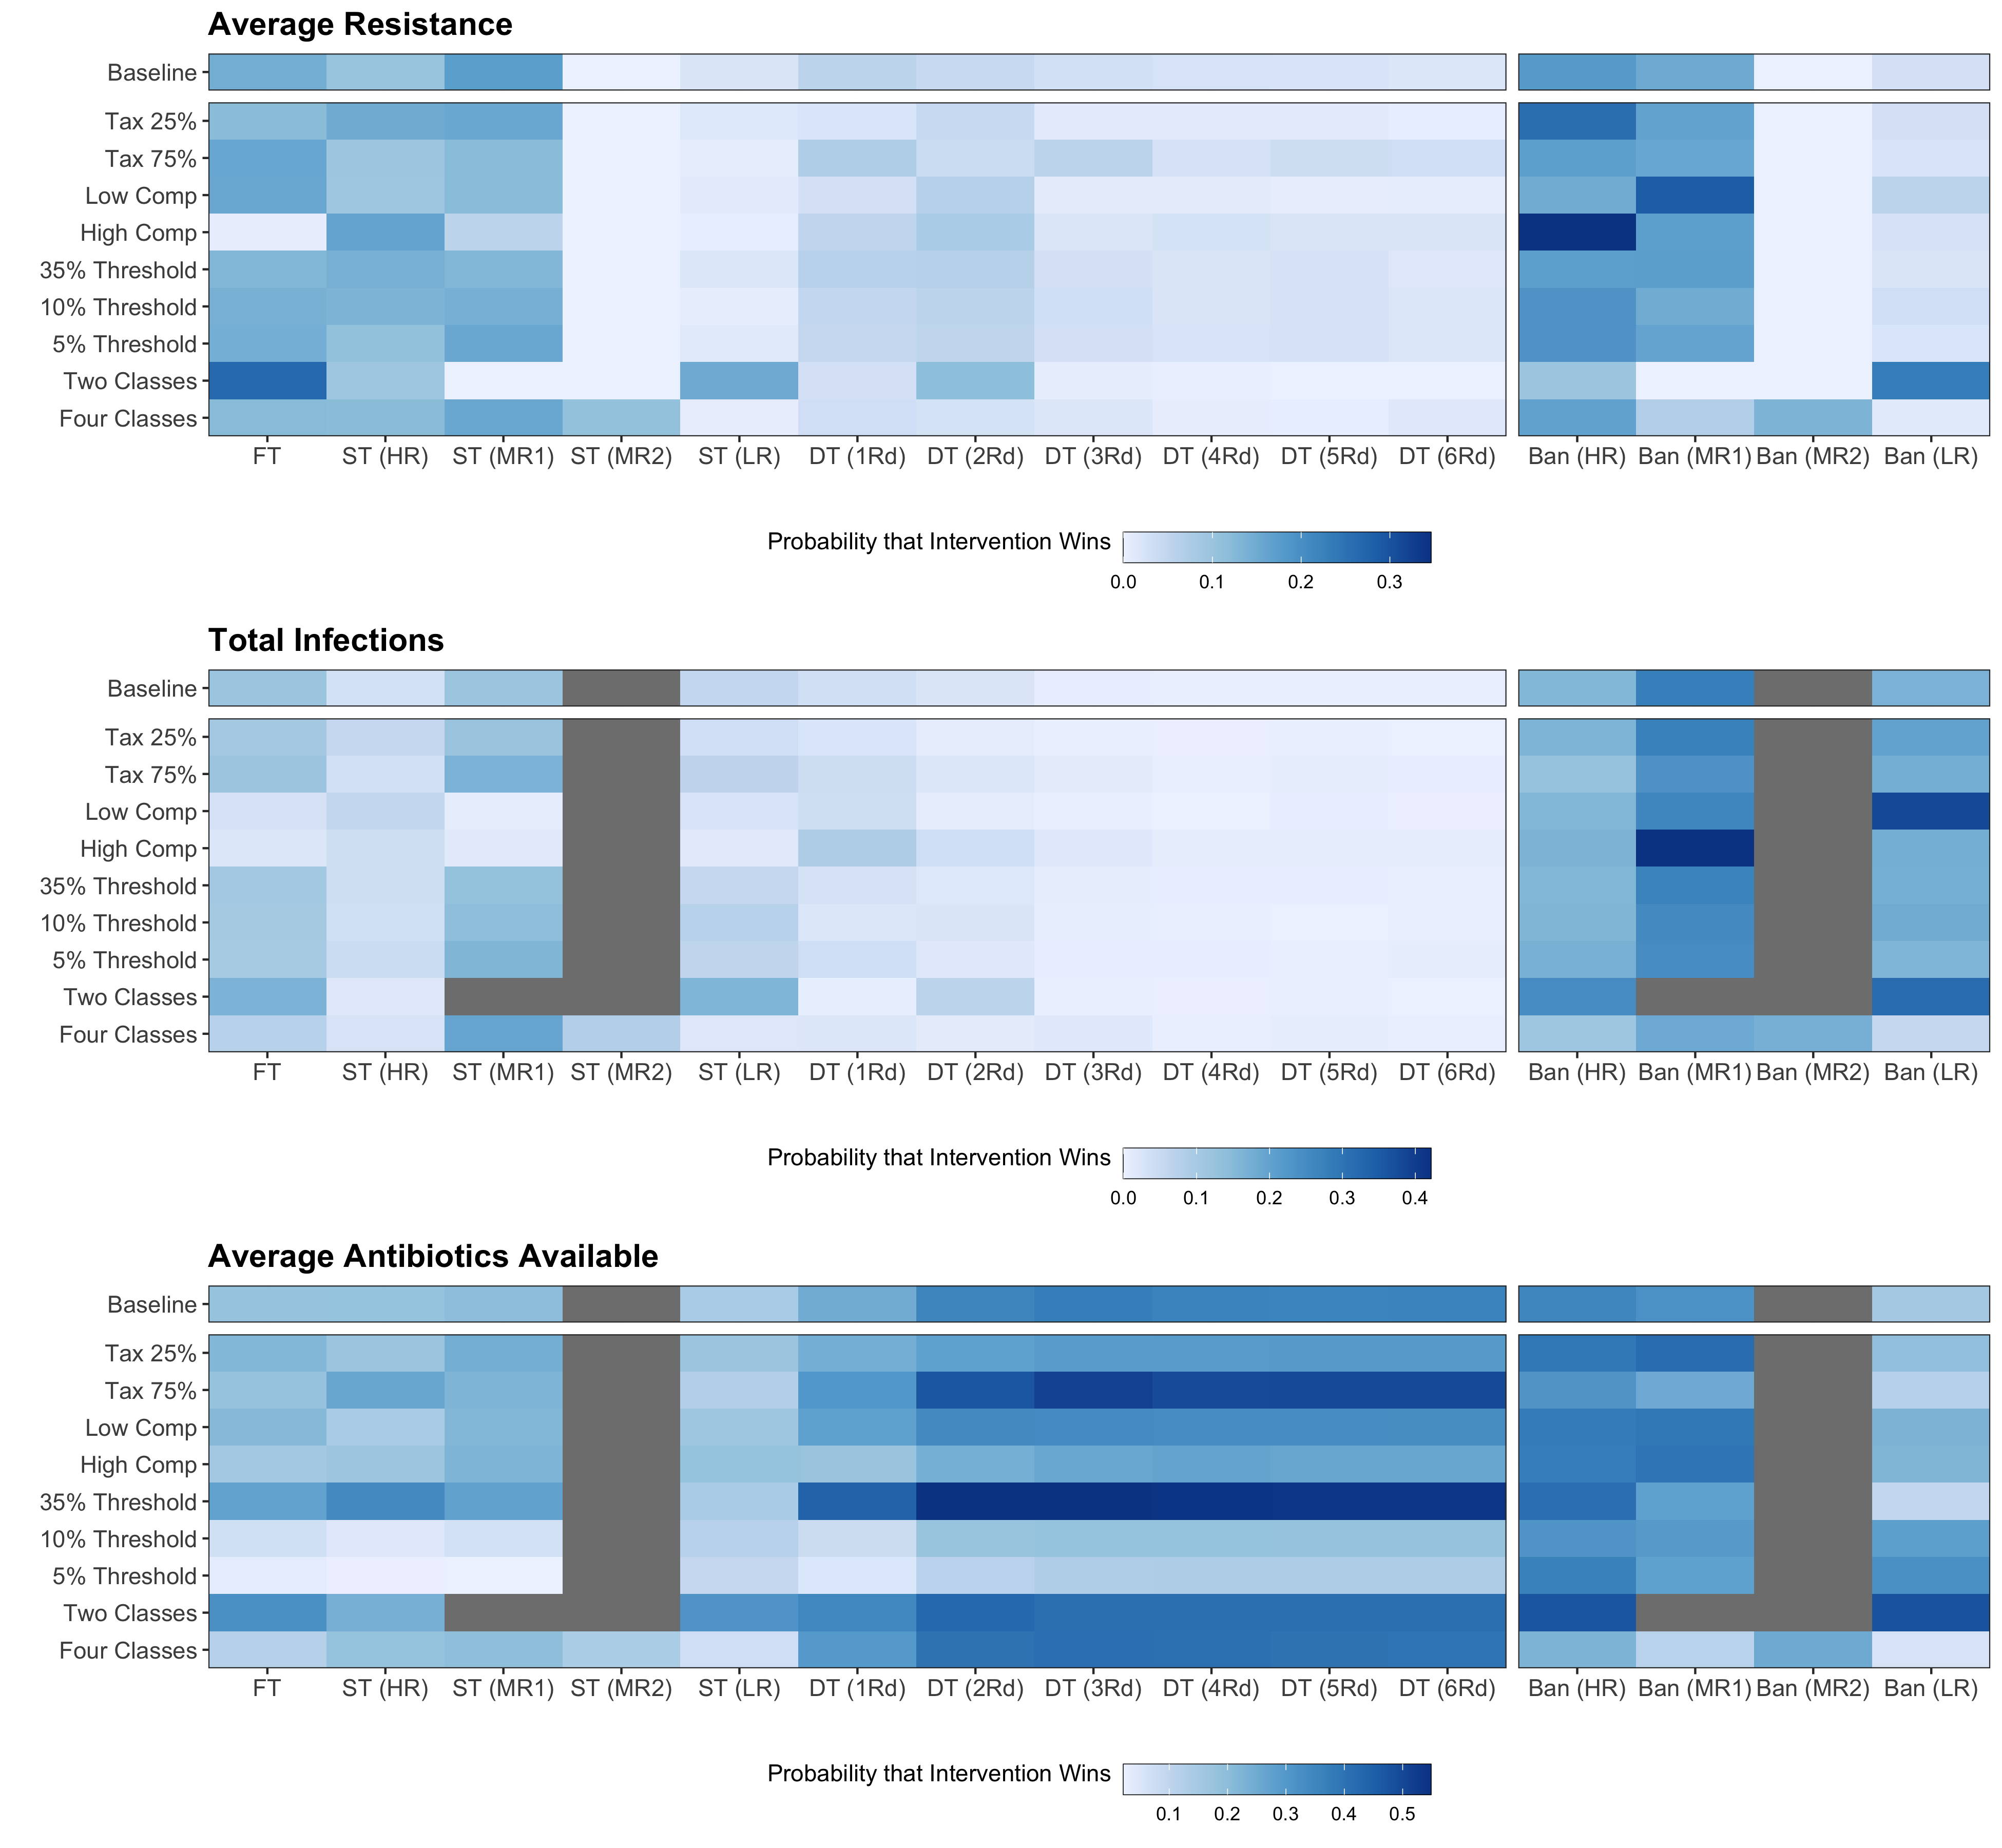 Average Resistance
Baseline
Tax 25%
Tax 75%
Low Comp
High Comp
35% Threshold
10% Threshold
5% Threshold
Two Classes
Four Classes
FT ST (HR) ST (MR1) ST (MR2) ST (LR) DT (1Rd) DT (2Rd) DT (3Rd) DT (4Rd) DT (5Rd) DT (6Rd) Ban (HR) Ban (MR1) Ban (MR2) Ban (LR)
Probability that Intervention Wins
0.0 0.1 0.2 0.3
Total Infections
Baseline
Tax 25%
Tax 75%
Low Comp
High Comp
35% Threshold
10% Threshold
5% Threshold
Two Classes
Four Classes
FT ST (HR) ST (MR1) ST (MR2) ST (LR) DT (1Rd) DT (2Rd) DT (3Rd) DT (4Rd) DT (5Rd) DT (6Rd) Ban (HR) Ban (MR1) Ban (MR2) Ban (LR)
Probability that Intervention Wins
0.0 0.1 0.2 0.3 0.4
Average Antibiotics Available
Baseline
Tax 25%
Tax 75%
Low Comp
High Comp
35% Threshold
10% Threshold
5% Threshold
Two Classes
Four Classes
FT ST (HR) ST (MR1) ST (MR2) ST (LR) DT (1Rd) DT (2Rd) DT (3Rd) DT (4Rd) DT (5Rd) DT (6Rd) Ban (HR) Ban (MR1) Ban (MR2) Ban (LR)
Probability that Intervention Wins
0.1 0.2 0.3 0.4 0.5